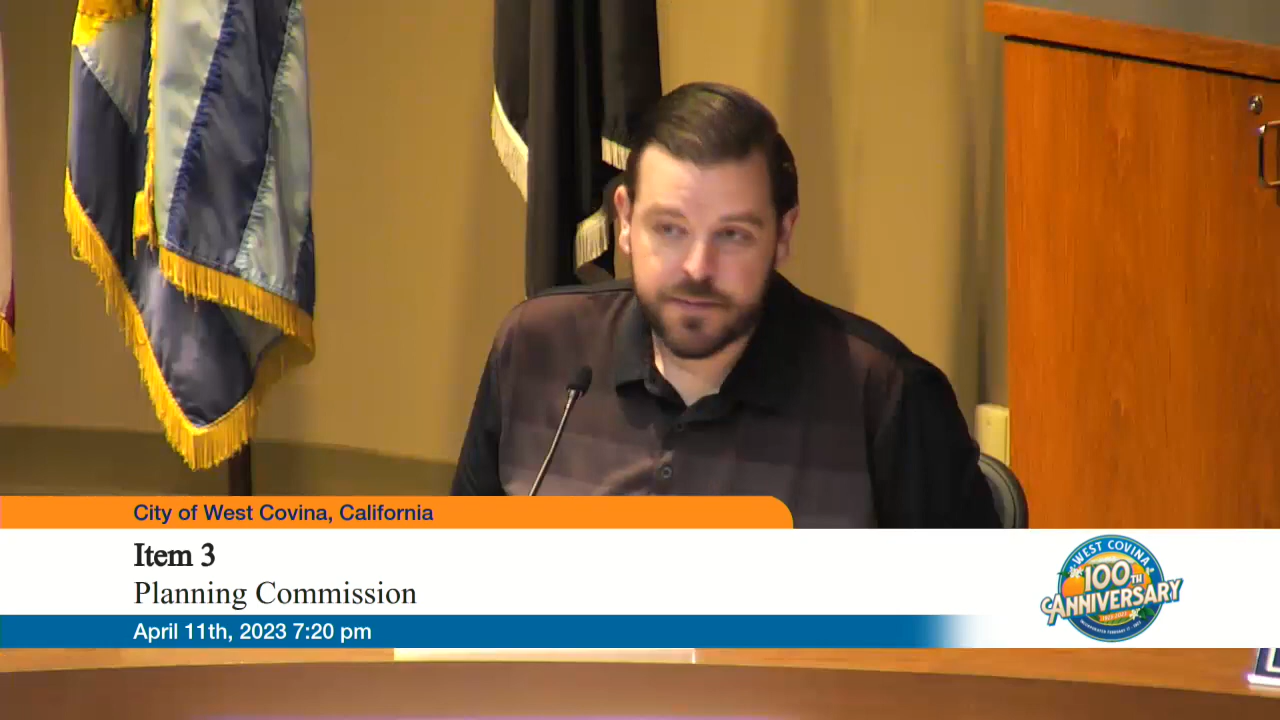 City of West Covina, California
Item 3
Planning Commission
April 11th, 2023 7:20 pm
WEST COVINA
100TH
ANNIVERSARY